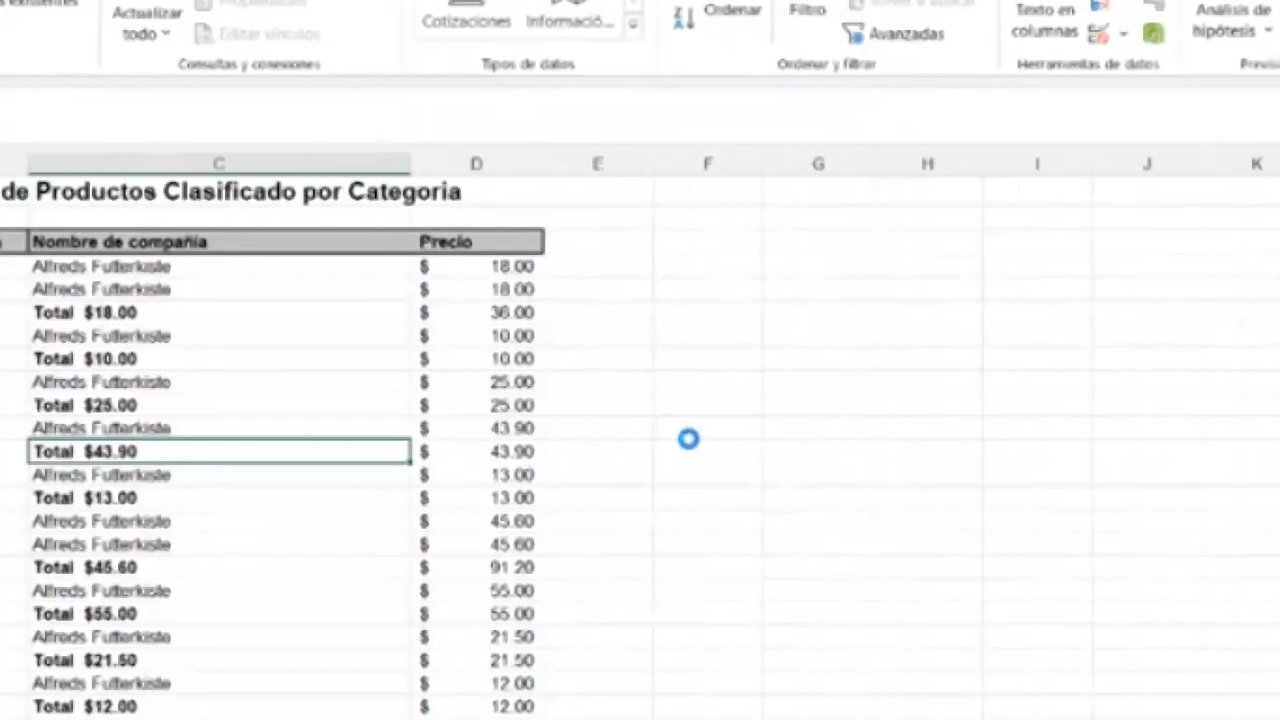 existentes
Actualizar
todo
Propiedades
Editar vínculos
Consultas y conexiones
Cotizaciones Informació...
Tipos de datos
Ordenar
Filtro
Avanzadas
Ordenar y filtrar
Texto en
columnas
Herramientas de datos
Análisis de
hipótesis
C D E F G H I J K
de Productos Clasificado por Categoria
Nombre de compañía Precio
Alfreds Futterkiste $ 18.00
Alfreds Futterkiste $ 18.00
Total $18.00 $ 36.00
Alfreds Futterkiste $ 10.00
Total $10.00 $ 10.00
Alfreds Futterkiste $ 25.00
Total $25.00 $ 25.00
Alfreds Futterkiste $ 43.90
Total $43.90 $ 43.90
Alfreds Futterkiste $ 13.00
Total $13.00 $ 13.00
Alfreds Futterkiste $ 45.60
Alfreds Futterkiste $ 45.60
Total $45.60 $ 91.20
Alfreds Futterkiste $ 55.00
Total $55.00 $ 55.00
Alfreds Futterkiste $ 21.50
Total $21.50 $ 21.50
Alfreds Futterkiste $ 12.00
Total $12.00 $ 12.00